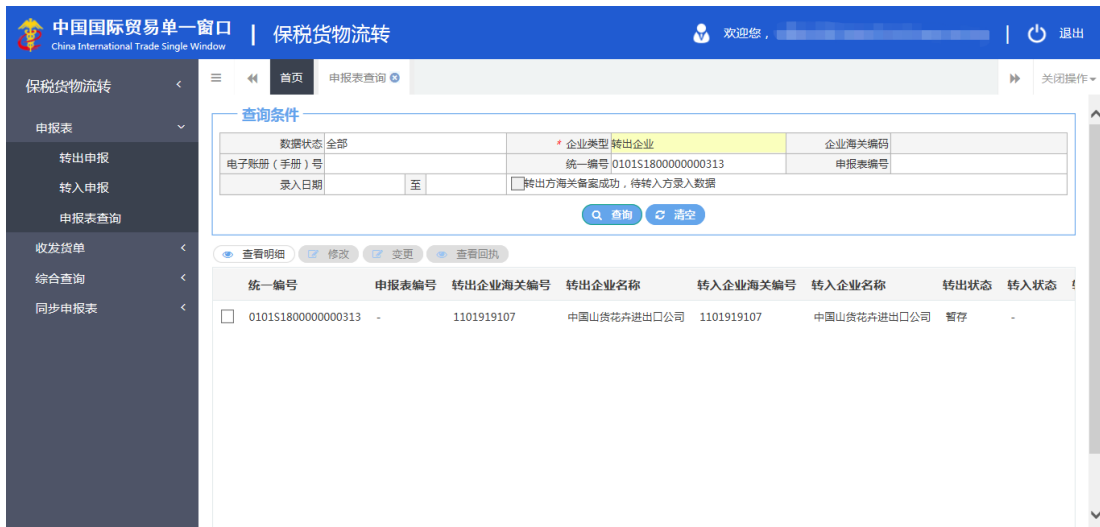 中国国际贸易单一窗口 | 保税货物流转
China International Trade Single Window
欢迎您，
退出
保税货物流转
首页 申报表查询 关闭操作
申报表
转出申报
转入申报
申报表查询
收发货单
综合查询
同步申报表
查询条件
数据状态 全部 * 企业类型 转出企业 企业海关编码
电子账册（手册）号 统一编号 0101S1800000000313 申报表编号
录入日期 至 转出方海关备案成功，待转入方录入数据
查询 清空
查看明细 修改 变更 查看回执
统一编号 申报表编号 转出企业海关编号 转出企业名称 转入企业海关编号 转入企业名称 转出状态 转入状态
0101S1800000000313 - 1101919107 中国山货花卉进出口公司 1101919107 中国山货花卉进出口公司 暂存 -